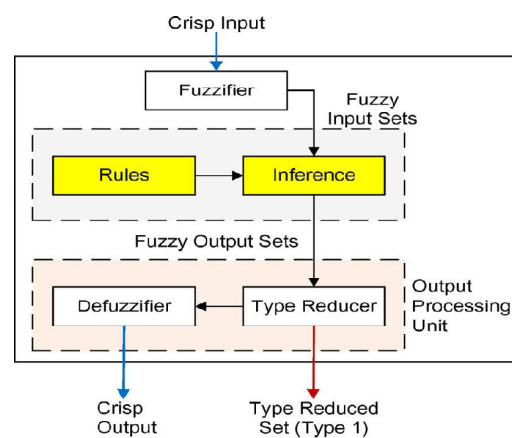 Crisp Input
Fuzzifier
Fuzzy
Input Sets
Rules
Inference
Fuzzy Output Sets
Defuzzifier
Type Reducer
Output
Processing
Unit
Crisp
Output
Type Reduced
Set (Type 1)